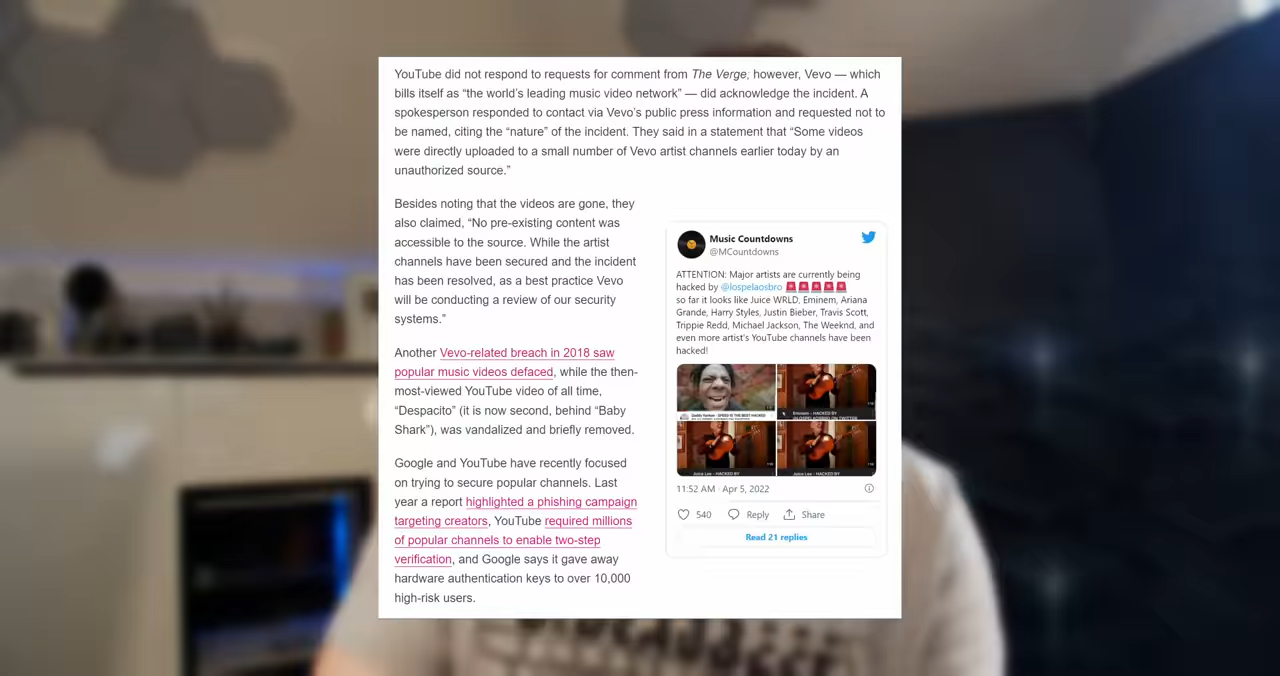 YouTube did not respond to requests for comment from The Verge, however, Vevo — which
bills itself as “the world’s leading music video network” — did acknowledge the incident. A
spokesperson responded to contact via Vevo’s public press information and requested not to
be named, citing the “nature” of the incident. They said in a statement that “Some videos
were directly uploaded to a small number of Vevo artist channels earlier today by an
unauthorized source.”
Besides noting that the videos are gone, they
also claimed, “No pre-existing content was
accessible to the source. While the artist
channels have been secured and the incident
has been resolved, as a best practice Vevo
will be conducting a review of our security
systems.”
Another Vevo-related breach in 2018 saw
popular music videos defaced, while the then-
most-viewed YouTube video of all time,
“Despacito” (it is now second, behind “Baby
Shark”), was vandalized and briefly removed.
Google and YouTube have recently focused
on trying to secure popular channels. Last
year a report highlighted a phishing campaign
targeting creators, YouTube required millions
of popular channels to enable two-step
verification, and Google says it gave away
hardware authentication keys to over 10,000
high-risk users.
Music Countdowns
@MCountdowns
ATTENTION: Major artists are currently being
hacked by @lospelaosbro 🚨🚨🚨🚨🚨
so far it looks like Juice WRLD, Eminem, Ariana
Grande, Harry Styles, Justin Bieber, Travis Scott,
Trippie Redd, Michael Jackson, The Weeknd, and
even more artist's YouTube channels have been
hacked!
Eminem - HACKED BY
HACKED BY
HACKED BY
11:52 AM · Apr 5, 2022
540 Reply Share
Read 21 replies